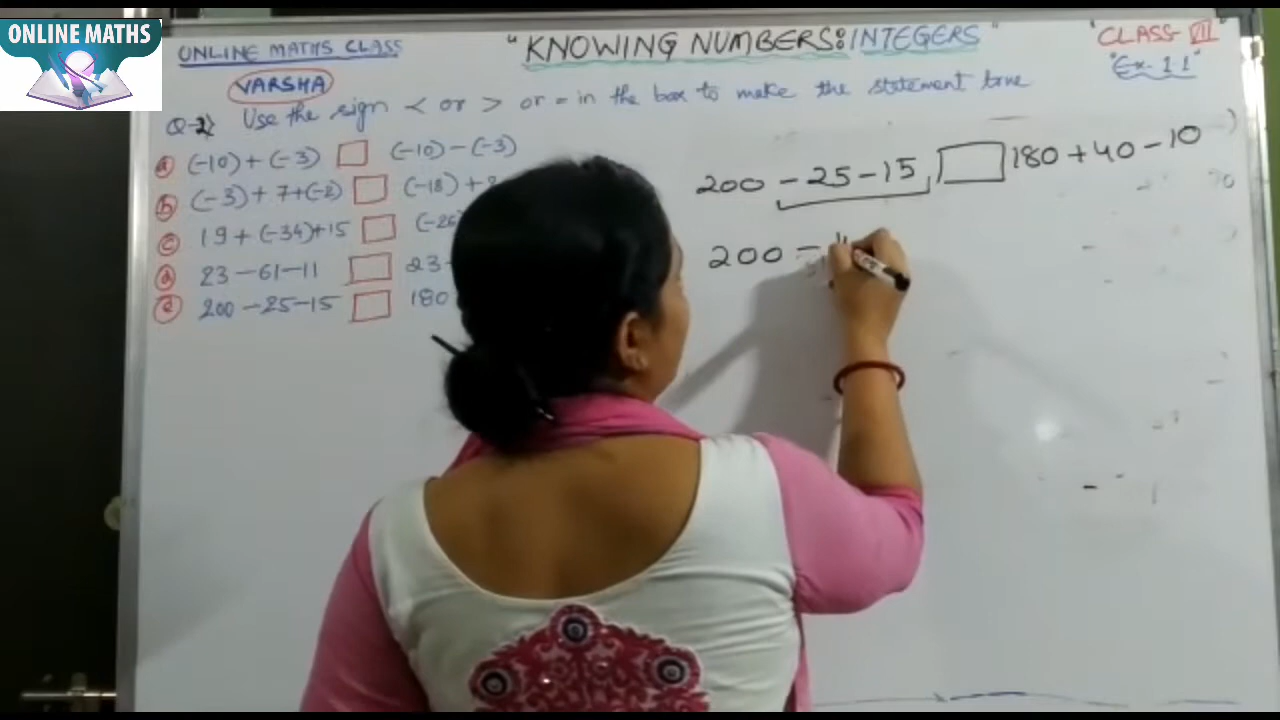 ONLINE MATHS
ONLINE MATHS CLASS
"KNOWING NUMBERS: INTEGERS"
"CLASS VII"
"Ex. 1.1"
VARSHA
Q-2) Use the sign < or > or = in the box to make the statement true
(a) (-10) + (-3) □ (-10) - (-3)
(b) (-3) + 7 + (-2) □ (-18) +
(c) 19 + (-34) + 15 □
(d) 23 - 61 - 11 □ 23 -
(e) 200 - 25 - 15 □ 180
200 - 25 - 15 □ 180 + 40 - 10
200 -